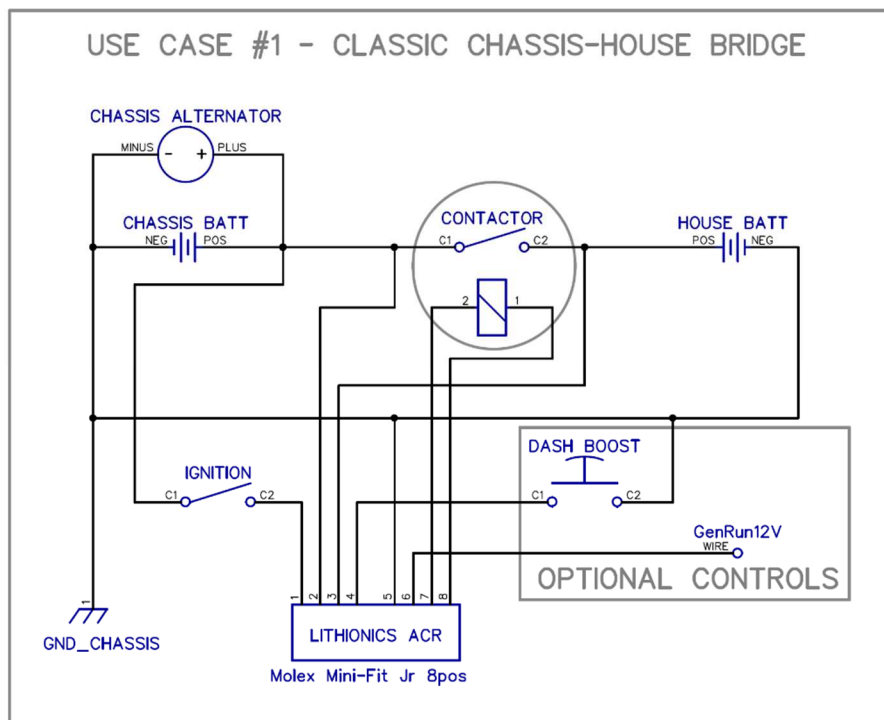 USE CASE #1 - CLASSIC CHASSIS-HOUSE BRIDGE
CHASSIS ALTERNATOR
MINUS - + PLUS
CHASSIS BATT
NEG POS
CONTACTOR
C1 C2
HOUSE BATT
POS NEG
2 1
DASH BOOST
C1 C2
IGNITION
C1 C2
GenRun12V
WIRE
OPTIONAL CONTROLS
1
GND_CHASSIS
1 2 3 4 5 6 7 8
LITHIONICS ACR
Molex Mini-Fit Jr 8pos